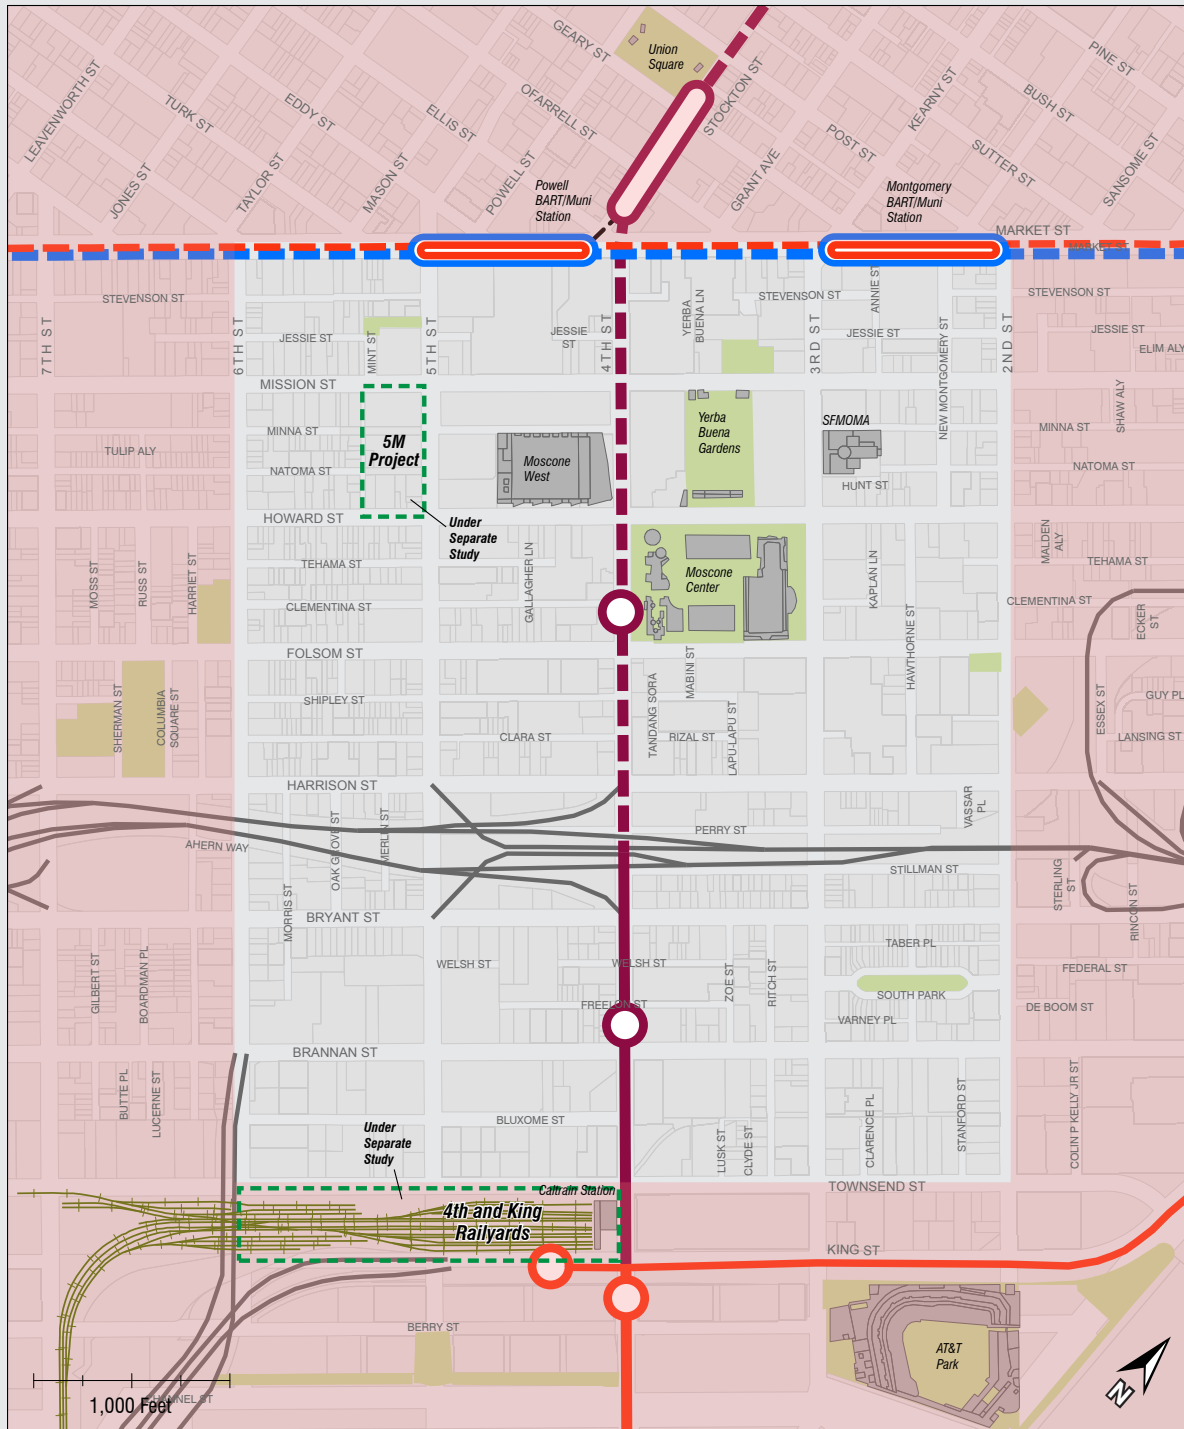 GEARY ST
Union
Square
PINE ST
LEAVENWORTH ST
TURK ST
EDDY ST
ELLIS ST
OFARRELL ST
STOCKTON ST
KEARNY ST
BUSH ST
POST ST
SUTTER ST
SANSOME ST
JONES ST
TAYLOR ST
MASON ST
POWELL ST
GRANT AVE
Powell
BART/Muni
Station
Montgomery
BART/Muni
Station
MARKET ST
MARKET ST
STEVENSON ST
STEVENSON ST
STEVENSON ST
ANNIE ST
YERBA
BUENA LN
7TH ST
6TH ST
5TH ST
4TH ST
3RD ST
2ND ST
JESSIE ST
MINT ST
JESSIE
ST
JESSIE ST
JESSIE ST
ELIM ALY
NEW MONTGOMERY ST
MISSION ST
SHAW ALY
5M
Project
MINNA ST
TULIP ALY
NATOMA ST
Moscone
West
Yerba
Buena
Gardens
SFMOMA
MINNA ST
NATOMA ST
HUNT ST
HOWARD ST
Under
Separate
Study
MOSS ST
RUSS ST
HARRIET ST
TEHAMA ST
GALLAGHER LN
Moscone
Center
KAPLAN LN
MALDEN
ALY
TEHAMA ST
CLEMENTINA ST
CLEMENTINA ST
ECKER
ST
HAWTHORNE ST
FOLSOM ST
SHERMAN ST
COLUMBIA
SQUARE ST
SHIPLEY ST
CLARA ST
TANDANG SORA
MABINI ST
RIZAL ST
LAPU-LAPU ST
ESSEX ST
GUY PL
LANSING ST
HARRISON ST
OAK GROVE ST
MERLIN ST
PERRY ST
VASSAR
PL
AHERN WAY
STILLMAN ST
STERLING
ST
RINCON ST
MORRIS ST
BRYANT ST
GILBERT ST
BOARDMAN PL
WELSH ST
WELSH ST
ZOE ST
RITCH ST
TABER PL
FEDERAL ST
SOUTH PARK
FREELON ST
VARNEY PL
DE BOOM ST
BRANNAN ST
BUTTE PL
LUCERNE ST
BLUXOME ST
LUSK ST
CLYDE ST
CLARENCE PL
STANFORD ST
COLIN P KELLY JR ST
Under
Separate
Study
Caltrain Station
TOWNSEND ST
4th and King
Railyards
KING ST
BERRY ST
AT&T
Park
CHANNEL ST
1,000 Feet
N